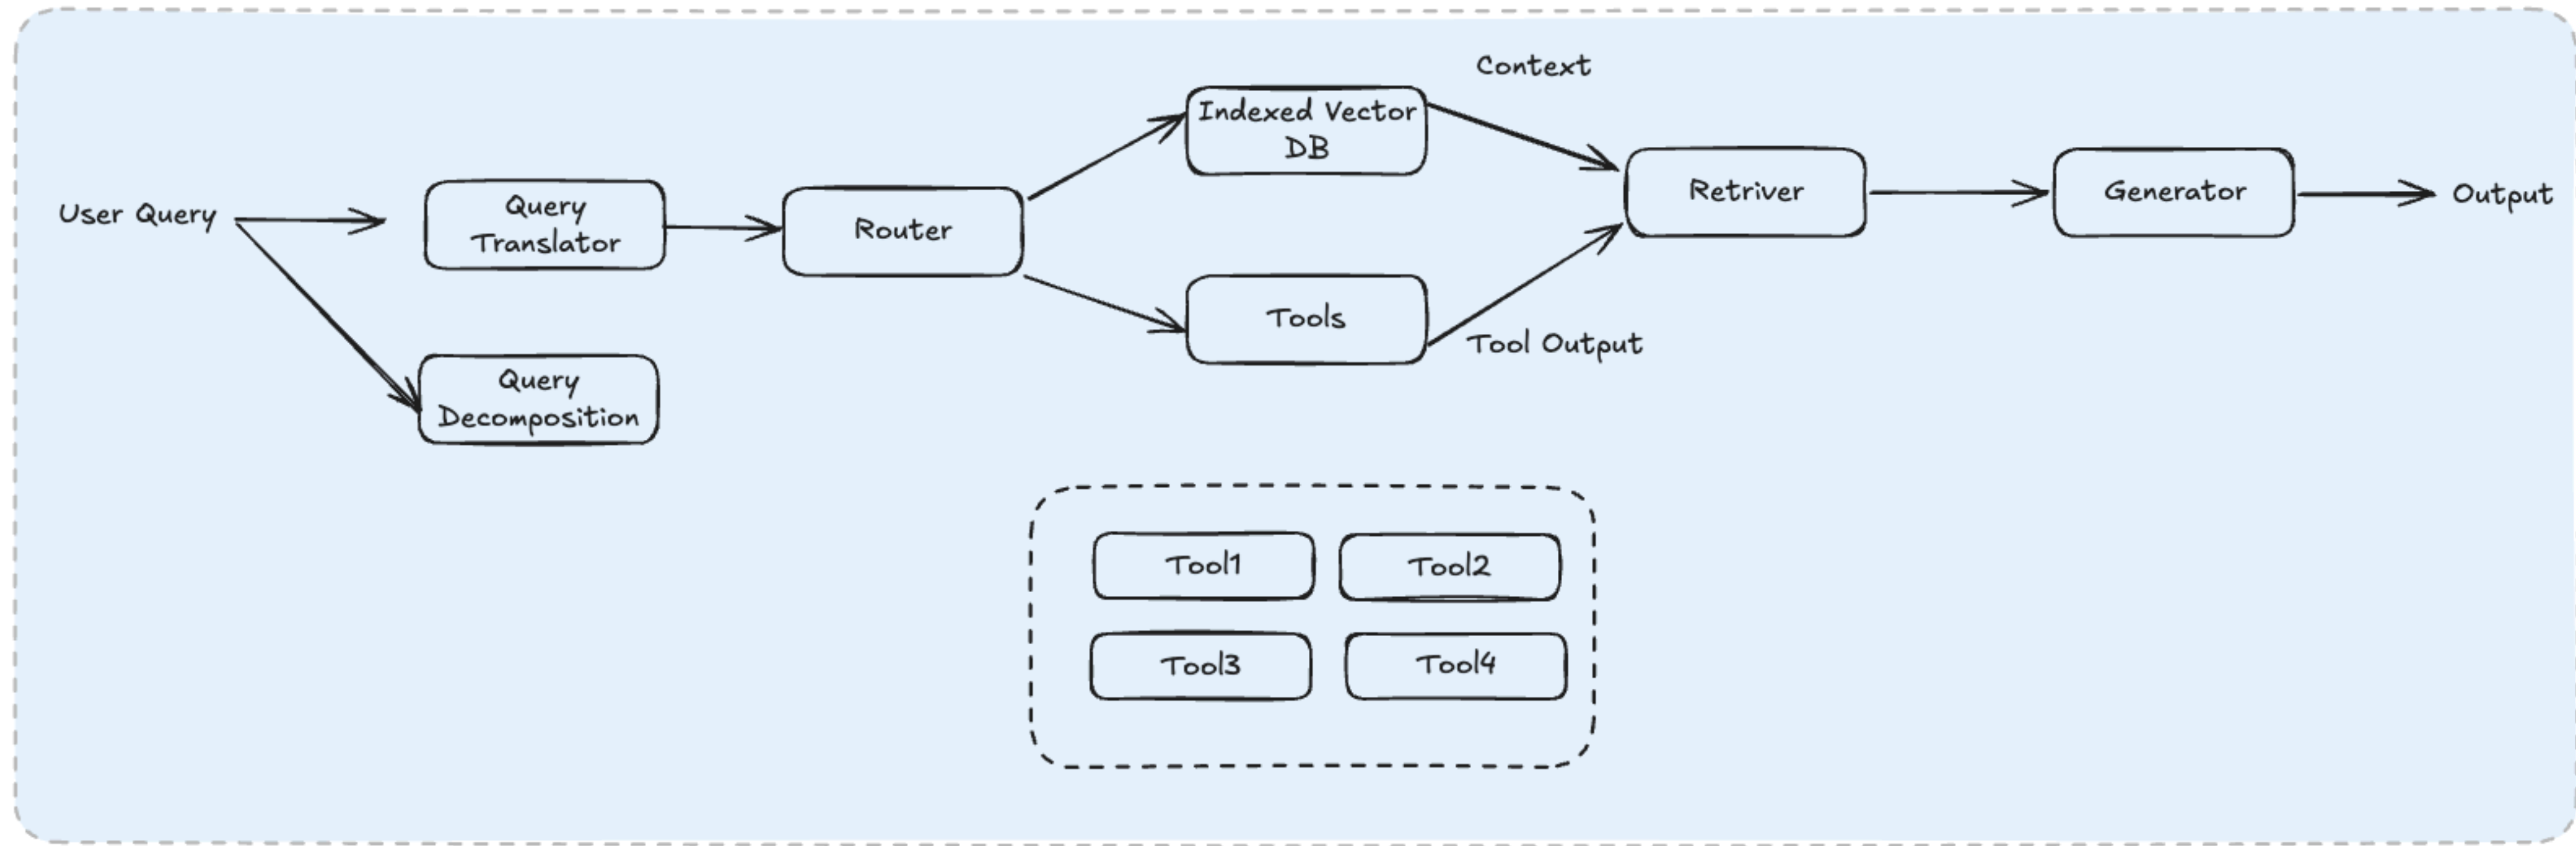 Context
Indexed Vector
DB
User Query
Query
Translator
Router
Retriver
Generator
Output
Tools
Tool Output
Query
Decomposition
Tool1
Tool2
Tool3
Tool4